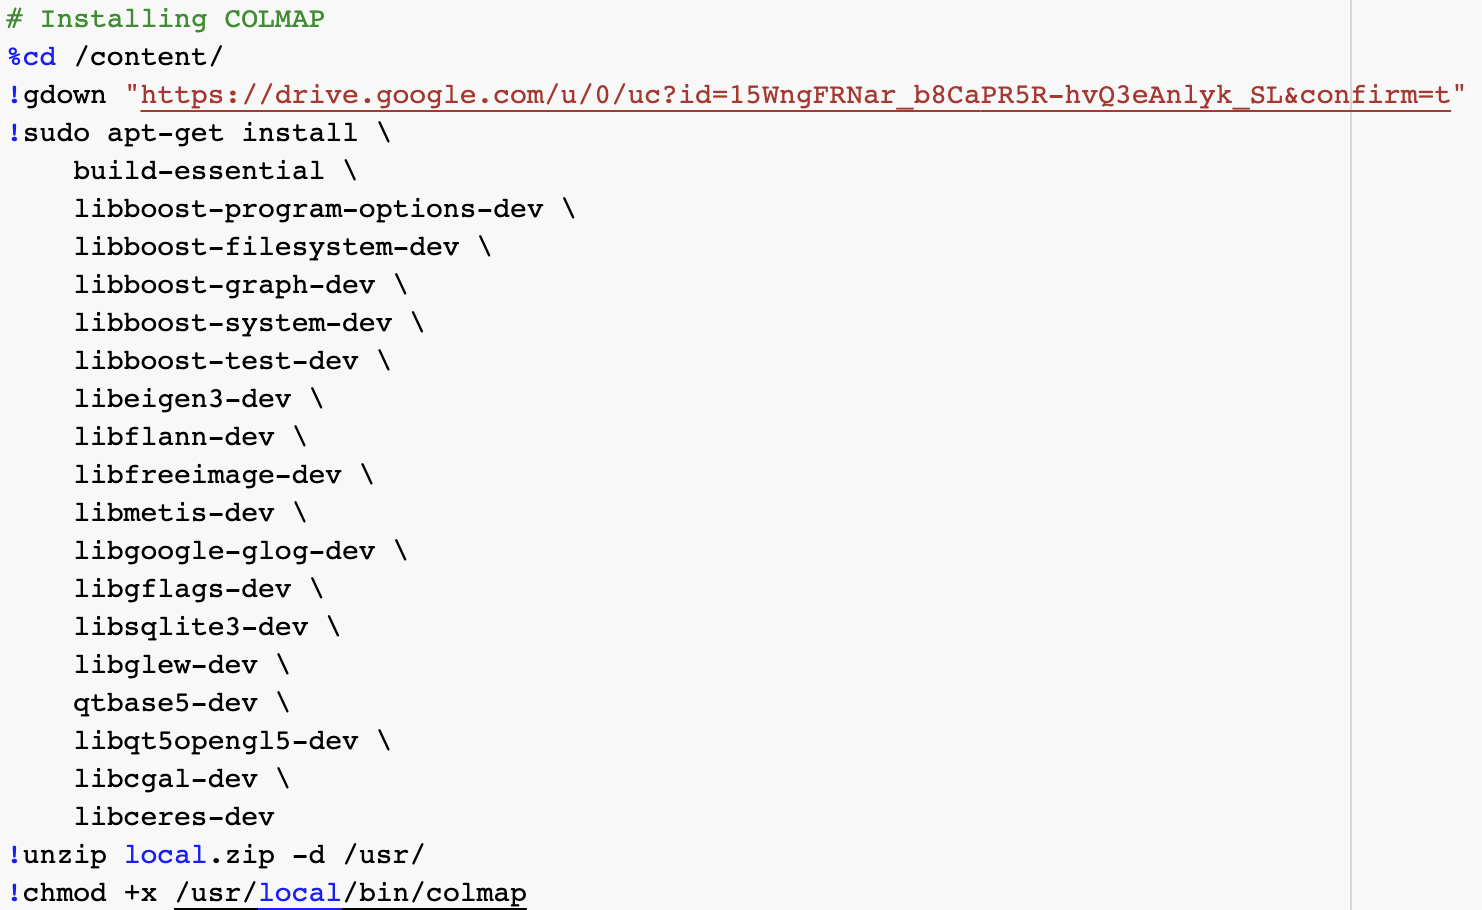 # Installing COLMAP
%cd /content/
!gdown "https://drive.google.com/u/0/uc?id=15WngFRNar_b8CaPR5R-hvQ3eAnlyk_SL&confirm=t"
!sudo apt-get install \
    build-essential \
    libboost-program-options-dev \
    libboost-filesystem-dev \
    libboost-graph-dev \
    libboost-system-dev \
    libboost-test-dev \
    libeigen3-dev \
    libflann-dev \
    libfreeimage-dev \
    libmetis-dev \
    libgoogle-glog-dev \
    libgflags-dev \
    libsqlite3-dev \
    libglew-dev \
    qtbase5-dev \
    libqt5opengl5-dev \
    libcgal-dev \
    libceres-dev
!unzip local.zip -d /usr/
!chmod +x /usr/local/bin/colmap